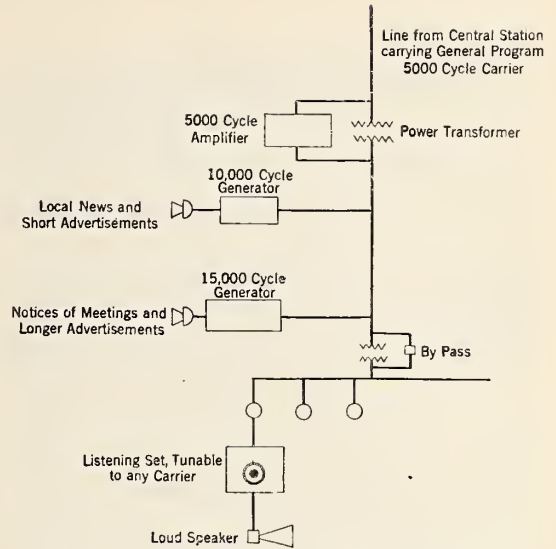 Line from Central Station
carrying General Program
5000 Cycle Carrier
5000 Cycle
Amplifier
Power Transformer
10,000 Cycle
Generator
Local News and
Short Advertisements
15,000 Cycle
Generator
Notices of Meetings and
Longer Advertisements
By Pass
Listening Set, Tunable
to any Carrier
Loud Speaker